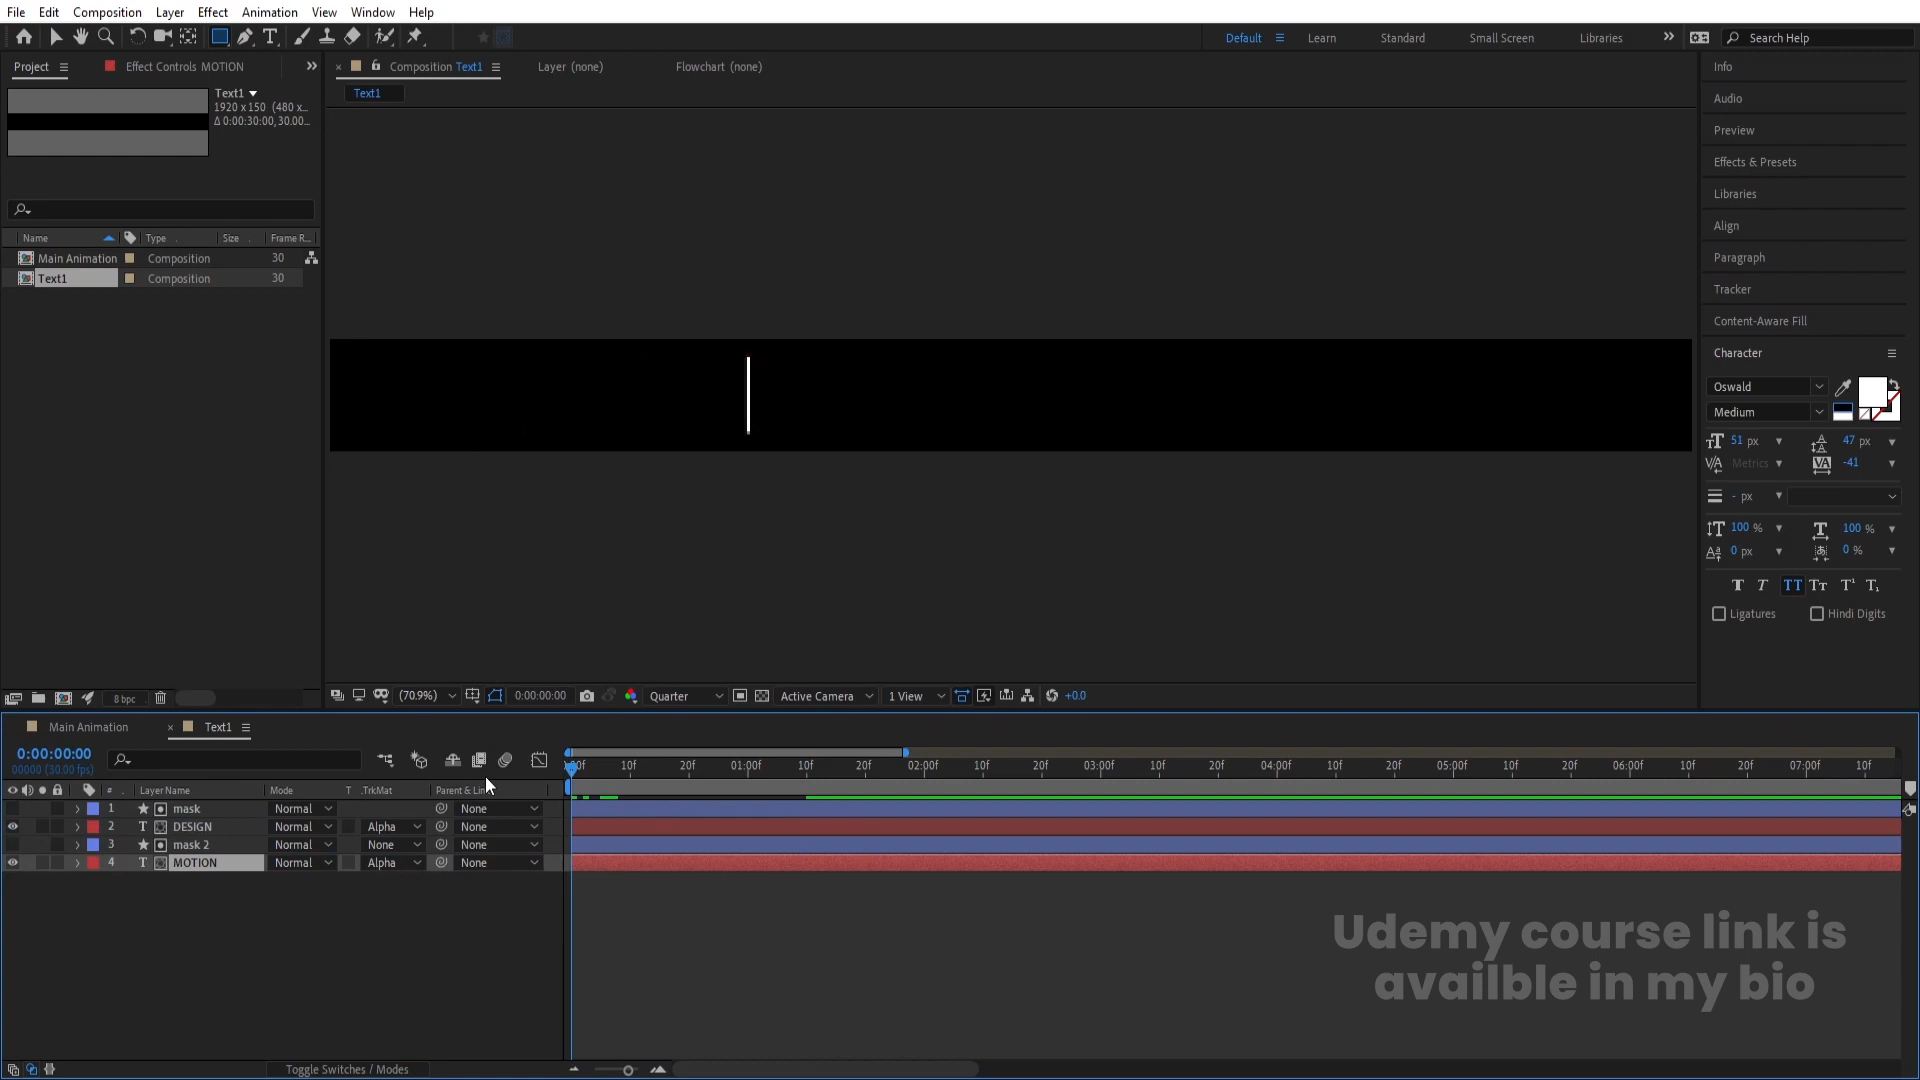 File Edit Composition Layer Effect Animation View Window Help
Default Learn Standard Small Screen Libraries Search Help
Project Effect Controls MOTION
Composition Text1 Layer (none) Flowchart (none)
Text1
Text1
1920 x 150 (480 x...
Δ 0:00:30:00, 30.00...
Name Type Size Frame R...
Main Animation Composition 30
Text1 Composition 30
8 bpc
(70.9%) 0:00:00:00 Quarter Active Camera 1 View +0.0
Info
Audio
Preview
Effects & Presets
Libraries
Align
Paragraph
Tracker
Content-Aware Fill
Character
Oswald
Medium
51 px 47 px
Metrics -41
- px
100 % 100 %
0 px 0 %
Ligatures Hindi Digits
Main Animation Text1
0:00:00:00
00000 (30.00 fps)
:00f 10f 20f 01:00f 10f 20f 02:00f 10f 20f 03:00f 10f 20f 04:00f 10f 20f 05:00f 10f 20f 06:00f 10f 20f 07:00f 10f
# Layer Name Mode T .TrkMat Parent & Lin
1 mask Normal None
2 DESIGN Normal Alpha None
3 mask 2 Normal None None
4 MOTION Normal Alpha None
Udemy course link is
availble in my bio
Toggle Switches / Modes